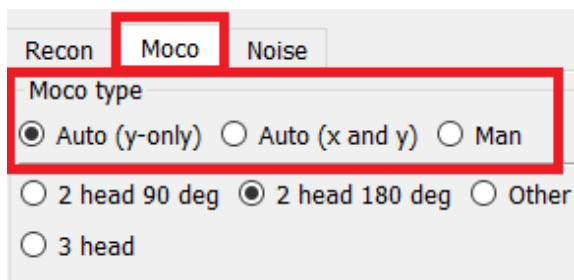 Recon Moco Noise
Moco type
Auto (y-only) Auto (x and y) Man
2 head 90 deg 2 head 180 deg Other
3 head